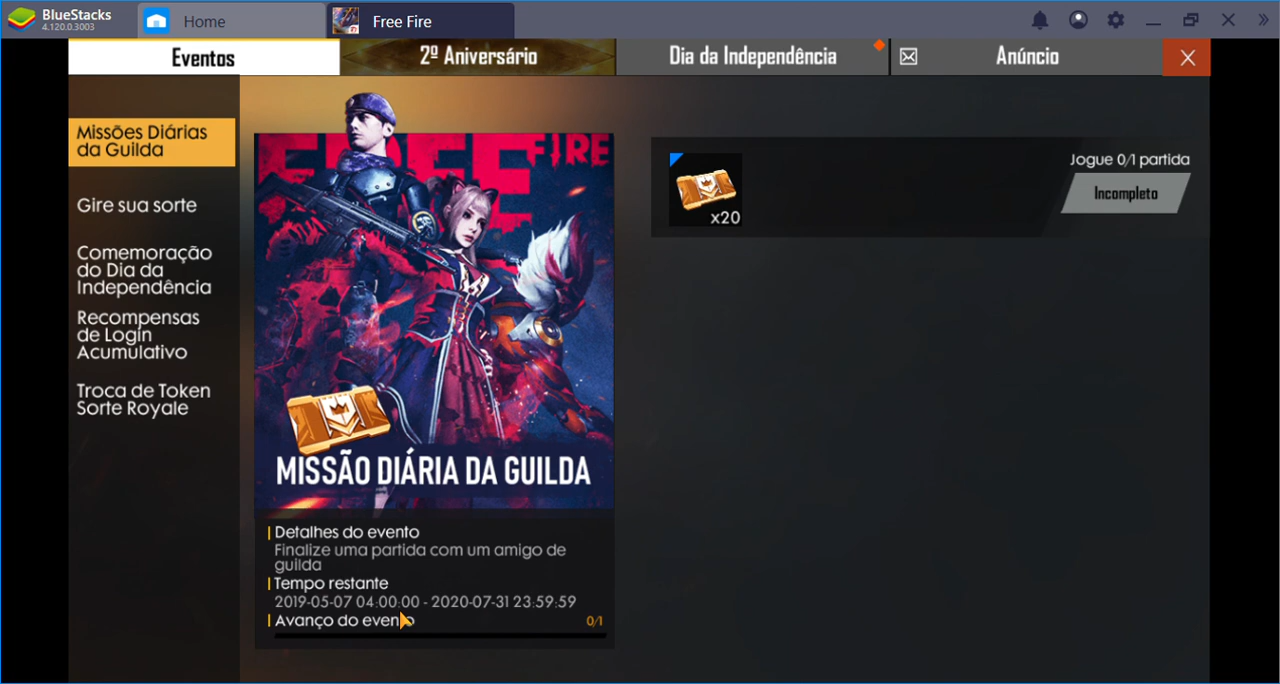 BlueStacks
4.120.0.3003
Home
Free Fire
Eventos
2º Aniversário
Dia da Independência
Anúncio
Missões Diárias
da Guilda
Gire sua sorte
Comemoração
do Dia da
Independência
Recompensas
de Login
Acumulativo
Troca de Token
Sorte Royale
FREE FIRE
MISSÃO DIÁRIA DA GUILDA
Detalhes do evento
Finalize uma partida com um amigo de
guilda
Tempo restante
2019-05-07 04:00:00 - 2020-07-31 23:59:59
Avanço do evento
0/1
x20
Jogue 0/1 partida
Incompleto